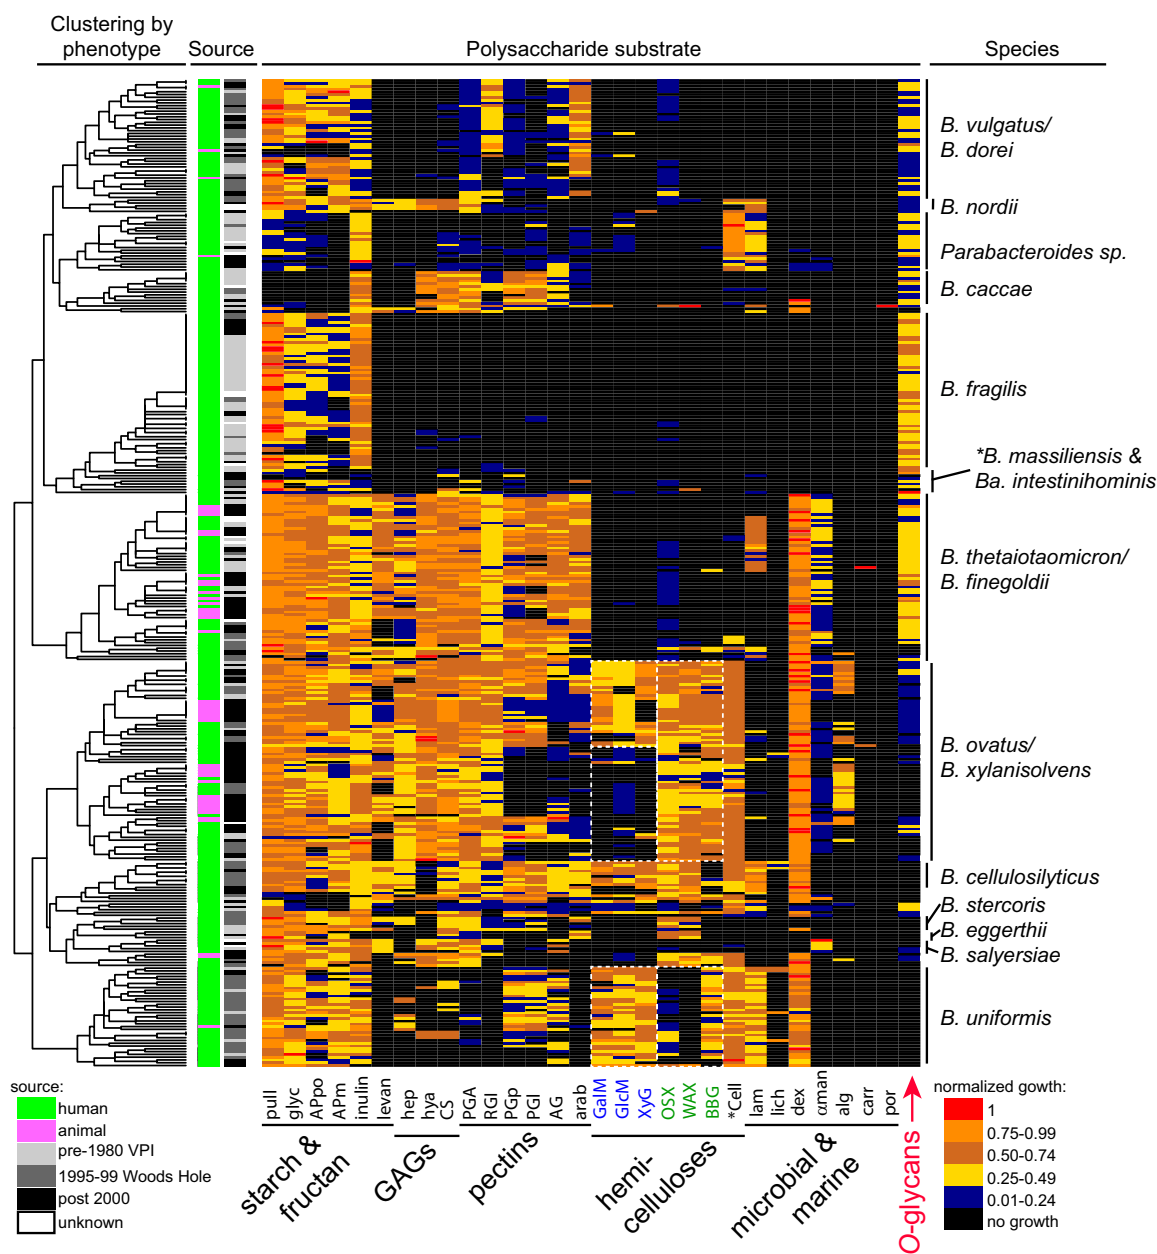 Clustering by
phenotype
Source
Polysaccharide substrate
Species
B. vulgatus/
B. dorei
B. nordii
Parabacteroides sp.
B. caccae
B. fragilis
*B. massiliensis &
Ba. intestinihominis
B. thetaiotaomicron/
B. finegoldii
B. ovatus/
B. xylanisolvens
B. cellulosilyticus
B. stercoris
B. eggerthii
B. salyersiae
B. uniformis
source:
human
animal
pre-1980 VPI
1995-99 Woods Hole
post 2000
unknown
pull
glyc
APpo
APm
inulin
levan
hep
hya
CS
PGA
RGI
PGp
PGl
AG
arab
GalM
GlcM
XyG
OSX
WAX
BBG
*Cell
lam
lich
dex
αman
alg
carr
por
O-glycans
starch &
fructan
GAGs
pectins
hemi-
celluloses
microbial &
marine
normalized growth:
1
0.75-0.99
0.50-0.74
0.25-0.49
0.01-0.24
no growth